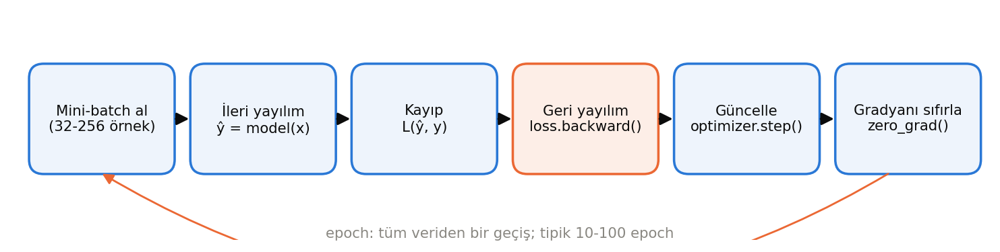 Mini-batch al
(32-256 örnek)
İleri yayılım
ŷ = model(x)
Kayıp
L(ŷ, y)
Geri yayılım
loss.backward()
Güncelle
optimizer.step()
Gradyanı sıfırla
zero_grad()
epoch: tüm veriden bir geçiş; tipik 10-100 epoch